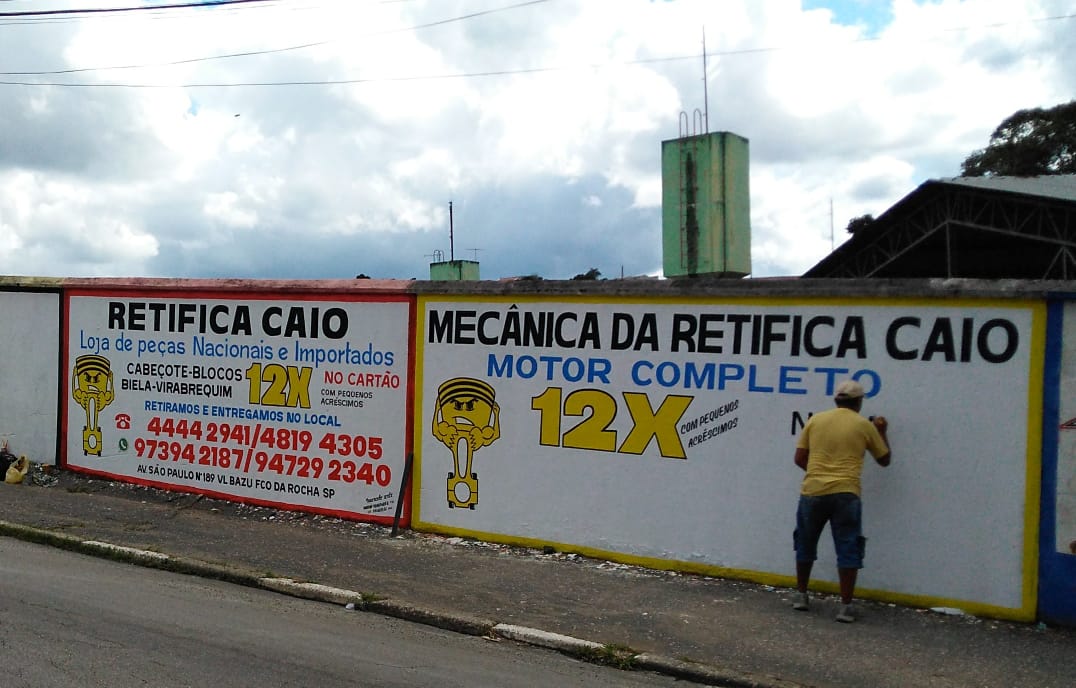 RETIFICA CAIO
Loja de peças Nacionais e Importados
CABEÇOTE-BLOCOS
BIELA-VIRABREQUIM
12X
NO CARTÃO
COM PEQUENOS
ACRÉSCIMOS
RETIRAMOS E ENTREGAMOS NO LOCAL
4444 2941/4819 4305
97394 2187/94729 2340
AV. SÃO PAULO Nº189 VL BAZU FCO DA ROCHA SP
MECÂNICA DA RETIFICA CAIO
MOTOR COMPLETO
12X
COM PEQUENOS
ACRÉSCIMOS
N